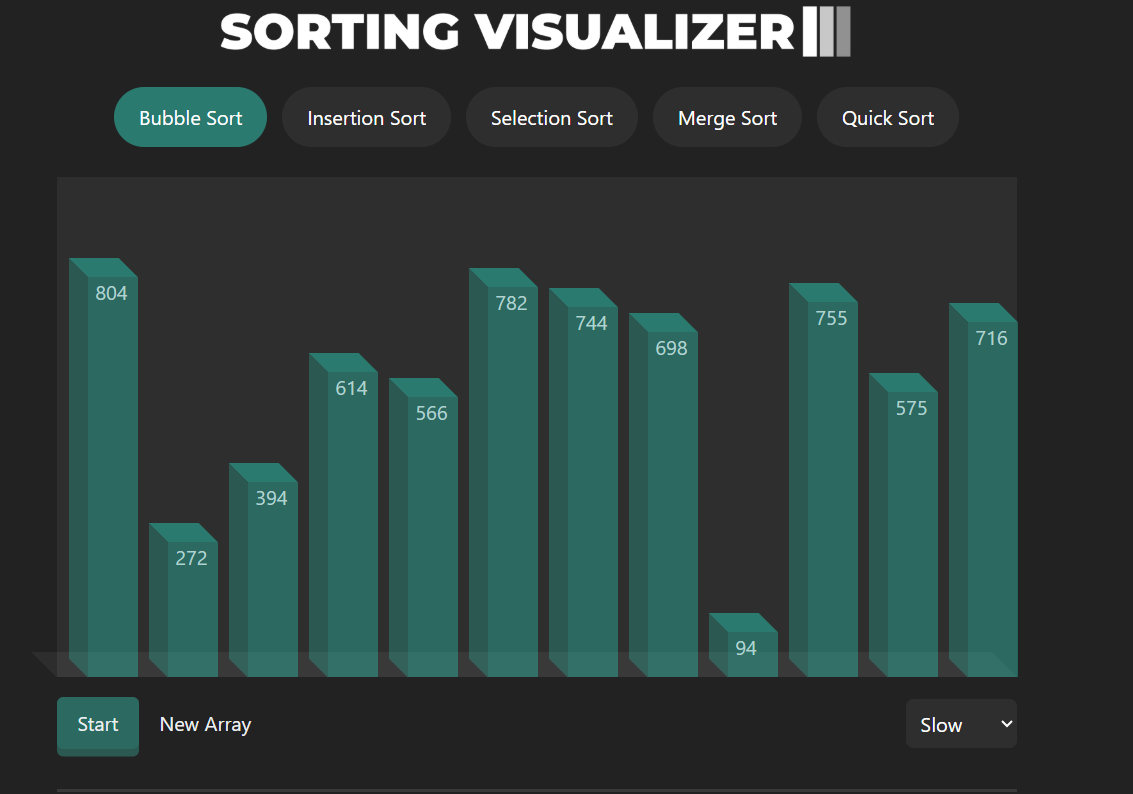 SORTING VISUALIZER
Bubble Sort Insertion Sort Selection Sort Merge Sort Quick Sort
804 272 394 614 566 782 744 698 94 755 575 716
Start New Array Slow